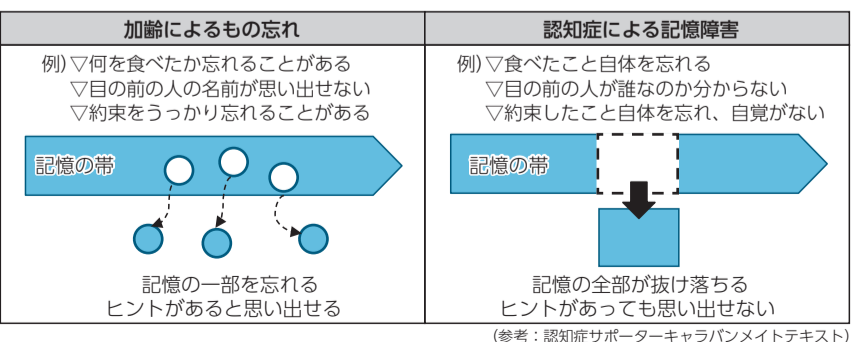 加齢によるもの忘れ
例)▽何を食べたか忘れることがある
▽目の前の人の名前が思い出せない
▽約束をうっかり忘れることがある
記憶の帯
記憶の一部を忘れる
ヒントがあると思い出せる
認知症による記憶障害
例)▽食べたこと自体を忘れる
▽目の前の人が誰なのか分からない
▽約束したこと自体を忘れ、自覚がない
記憶の帯
記憶の全部が抜け落ちる
ヒントがあっても思い出せない
(参考：認知症サポーターキャラバンメイトテキスト)